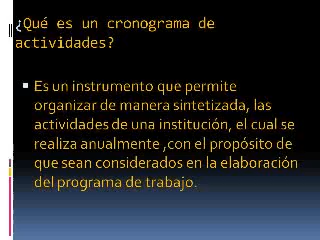 ¿Qué es un cronograma de
actividades?
Es un instrumento que permite
organizar de manera sintetizada, las
actividades de una institución, el cual se
realiza anualmente ,con el propósito de
que sean considerados en la elaboración
del programa de trabajo.